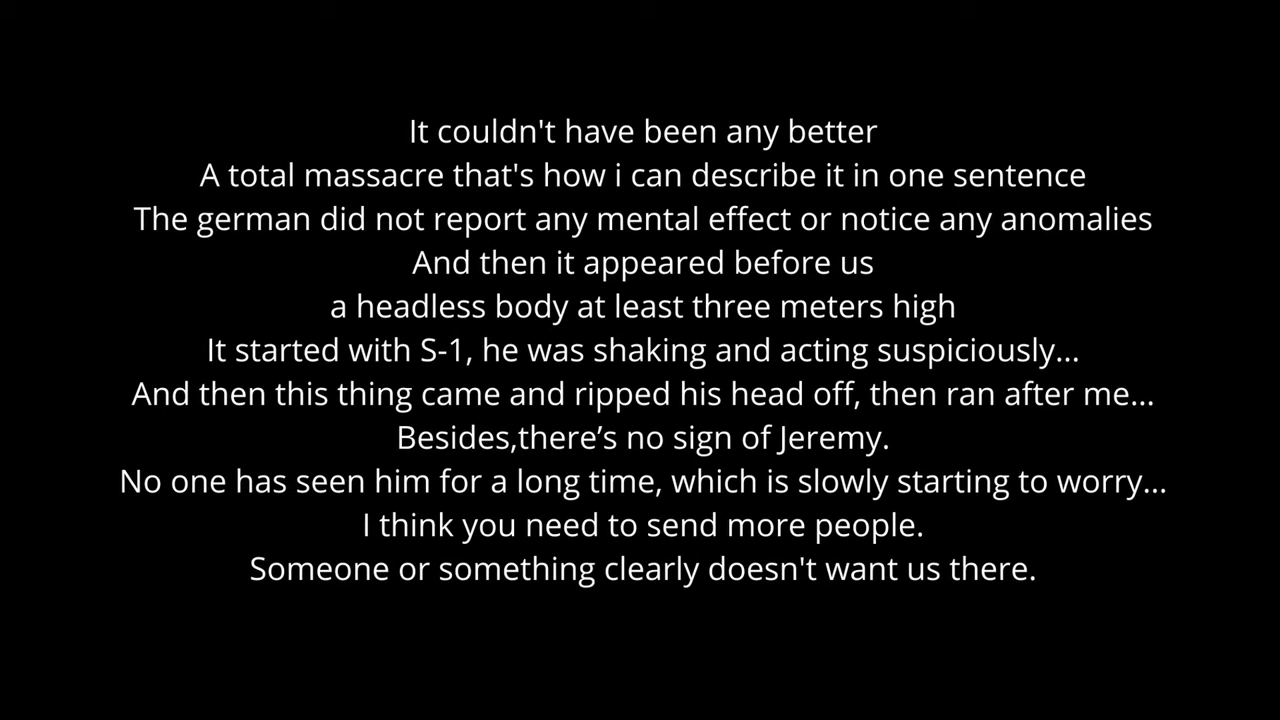 It couldn't have been any better
A total massacre that's how i can describe it in one sentence
The german did not report any mental effect or notice any anomalies
And then it appeared before us
a headless body at least three meters high
It started with S-1, he was shaking and acting suspiciously...
And then this thing came and ripped his head off, then ran after me...
Besides,there’s no sign of Jeremy.
No one has seen him for a long time, which is slowly starting to worry...
I think you need to send more people.
Someone or something clearly doesn't want us there.